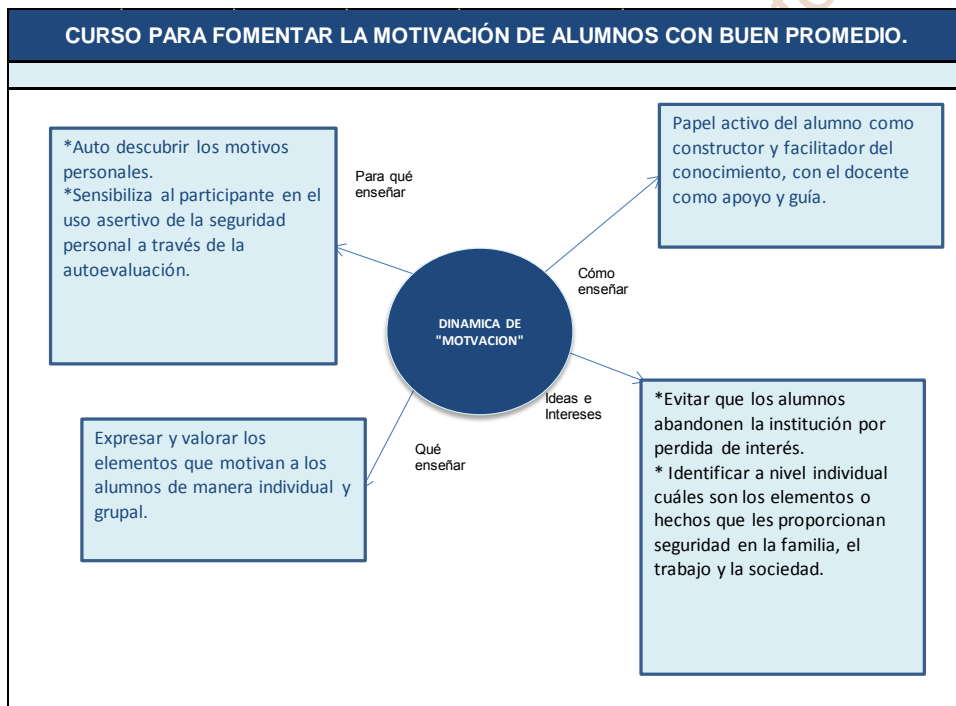 CURSO PARA FOMENTAR LA MOTIVACIÓN DE ALUMNOS CON BUEN PROMEDIO.
*Auto descubrir los motivos
personales.
*Sensibiliza al participante en el
uso asertivo de la seguridad
personal a través de la
autoevaluación.
Para qué
enseñar
Papel activo del alumno como
constructor y facilitador del
conocimiento, con el docente
como apoyo y guía.
Cómo
enseñar
DINAMICA DE
"MOTVACION"
Ideas e
Intereses
Expresar y valorar los
elementos que motivan a los
alumnos de manera individual y
grupal.
Qué
enseñar
*Evitar que los alumnos
abandonen la institución por
perdida de interés.
* Identificar a nivel individual
cuáles son los elementos o
hechos que les proporcionan
seguridad en la familia, el
trabajo y la sociedad.